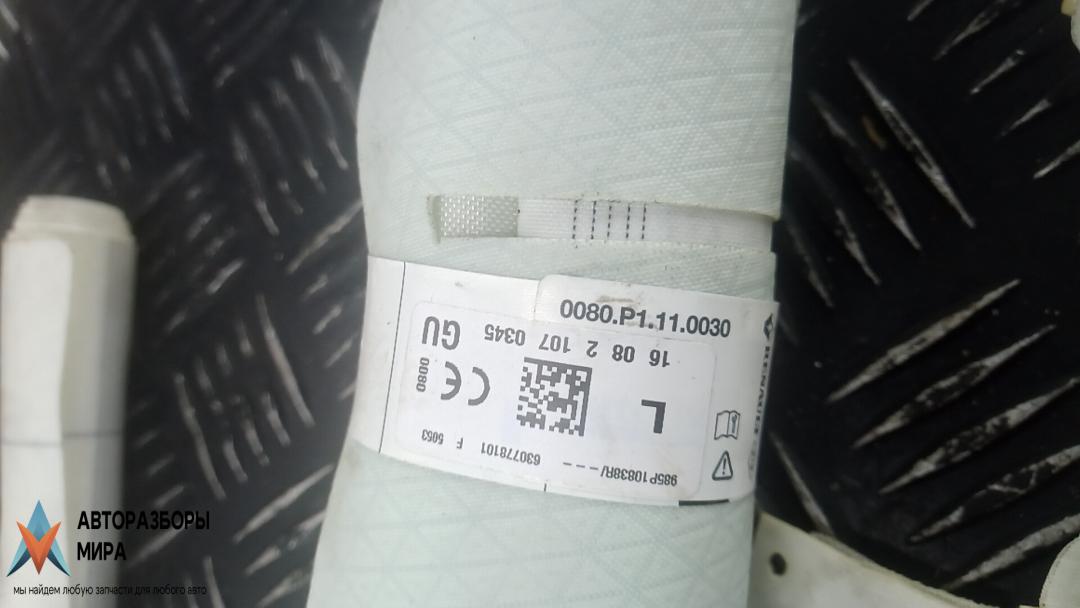 0080.P1.11.0030
RENAULT
985P10838R/---
630778101 F 5053
L
CE
0080
16 08 2 107 0345
GU
АВТОРАЗБОРЫ
МИРА
мы найдем любую запчасти для любого авто